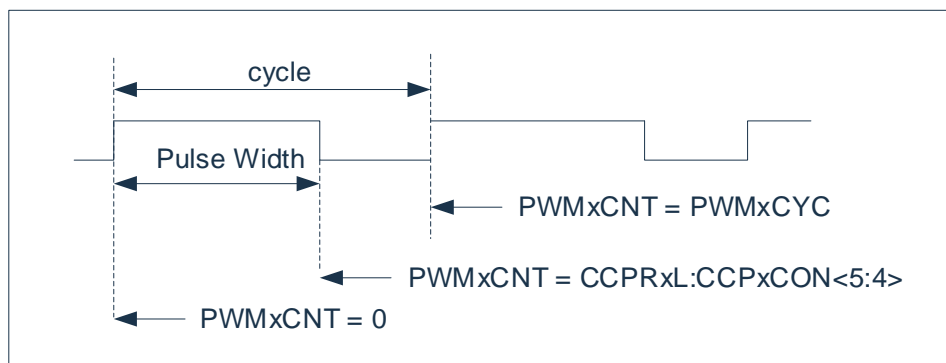 cycle
Pulse Width
PWMxCNT = PWMxCYC
PWMxCNT = CCPRxL:CCPxCON<5:4>
PWMxCNT = 0